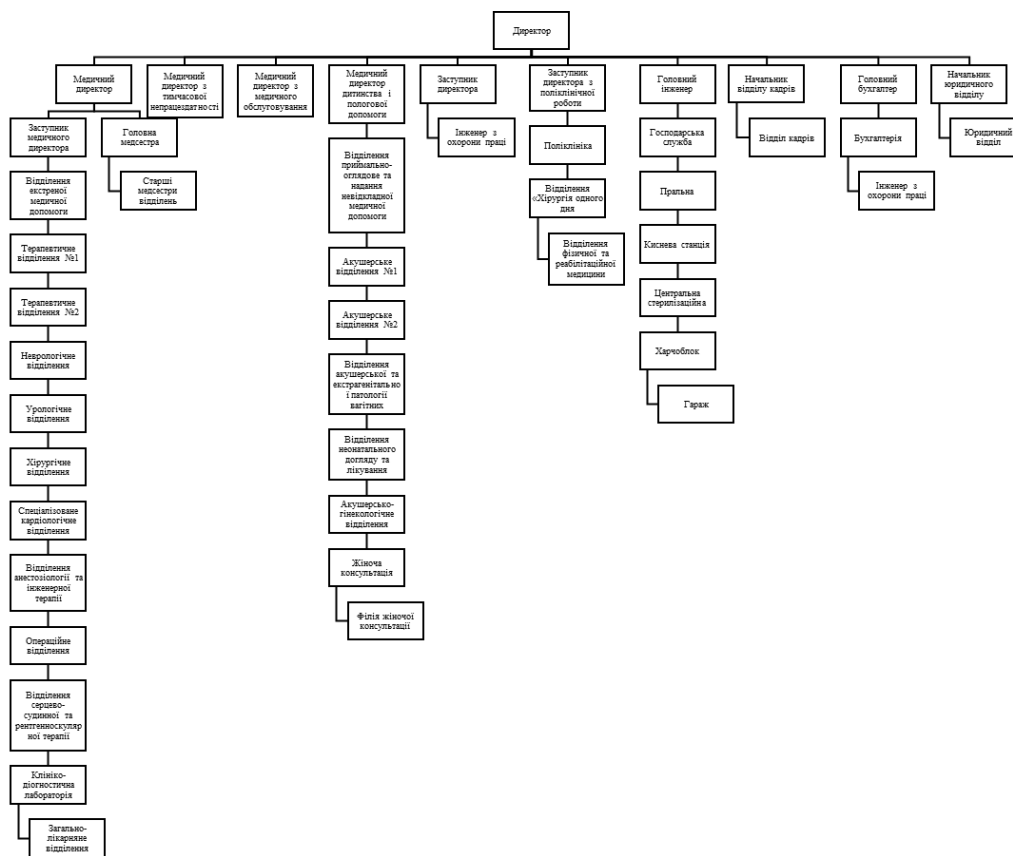 Директор
Медичний
директор
Медичний
директор з
тимчасової
непрацездатності
Медичний
директор з
медичного
обслуговування
Медичний
директор
дитинства і
пологової
допомоги
Заступник
директора
Заступник
директора з
поліклінічної
роботи
Головний
інженер
Начальник
відділу кадрів
Головний
бухгалтер
Начальник
юридичного
відділу
Заступник
медичного
директора
Головна
медсестра
Відділення
екстреної
медичної
допомоги
Старші
медсестри
відділень
Терапевтичне
відділення №1
Терапевтичне
відділення №2
Неврологічне
відділення
Урологічне
відділення
Хірургічне
відділення
Спеціалізоване
кардіологічне
відділення
Відділення
анестозіології та
інженерної
терапії
Операційне
відділення
Відділення
серцево-
судинної та
рентгенноскуляр
ної терапії
Клініко-
діогностична
лабораторія
Загально-
лікарняне
відділення
Відділення
приймально-
оглядове та
надання
невідкладної
медичної
допомоги
Акушерське
відділення №1
Акушерське
відділення №2
Відділення
акушерської та
екстрагенітально
ї патології
вагітних
Відділення
неонатального
догляду та
лікування
Акушерсько-
гінекологічне
відділення
Жіноча
консультація
Філія жіночої
консультації
Інженер з
охорони праці
Поліклініка
Відділення
«Хірургія одного
дня
Відділення
фізичної та
реабілітаційної
медицини
Господарська
служба
Пральна
Киснева станція
Центральна
стерилізаційна
Харчоблок
Гараж
Відділ кадрів
Бухгалтерія
Інженер з
охорони праці
Юридичний
відділ